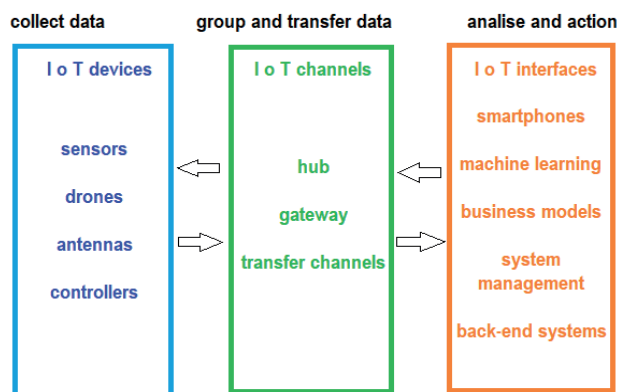 collect data
group and transfer data
analise and action
I o T devices
sensors
drones
antennas
controllers
I o T channels
hub
gateway
transfer channels
I o T interfaces
smartphones
machine learning
business models
system
management
back-end systems